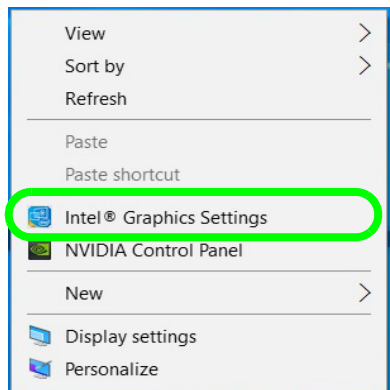 View
Sort by
Refresh
Paste
Paste shortcut
Intel® Graphics Settings
NVIDIA Control Panel
New
Display settings
Personalize